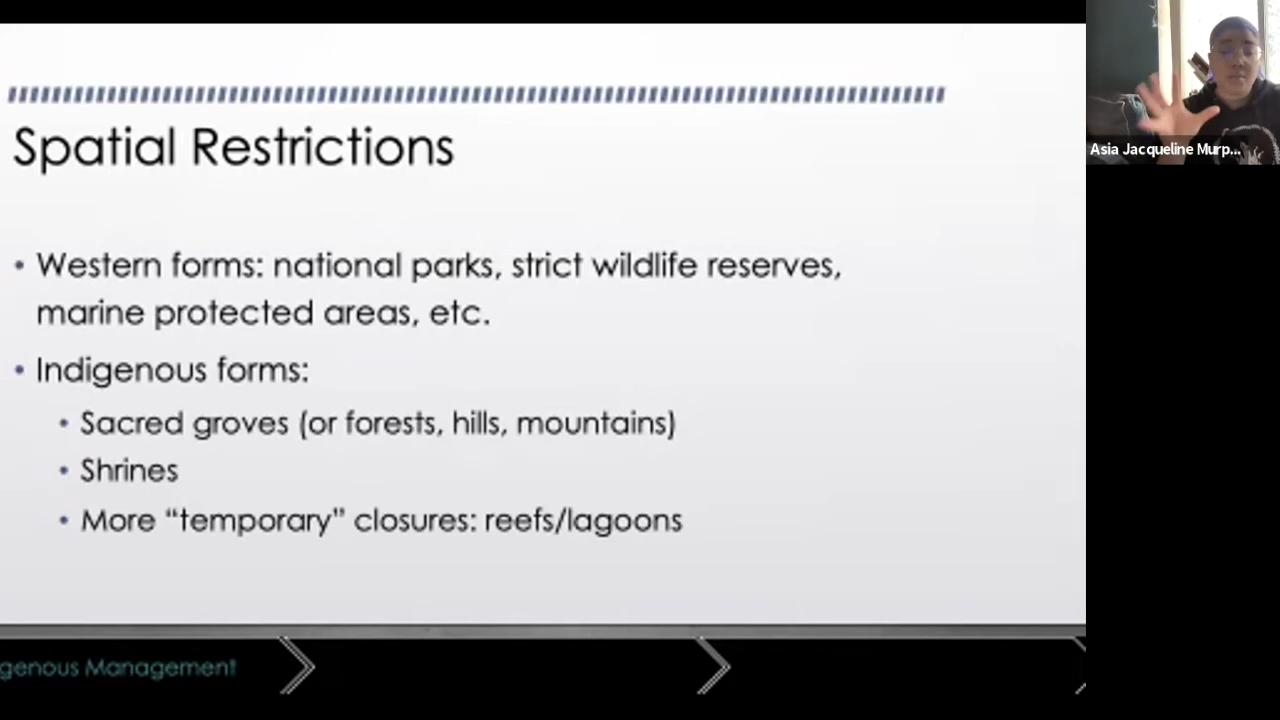 Spatial Restrictions
• Western forms: national parks, strict wildlife reserves,
marine protected areas, etc.
• Indigenous forms:
• Sacred groves (or forests, hills, mountains)
• Shrines
• More “temporary” closures: reefs/lagoons
genous Management
Asia Jacqueline Murp...